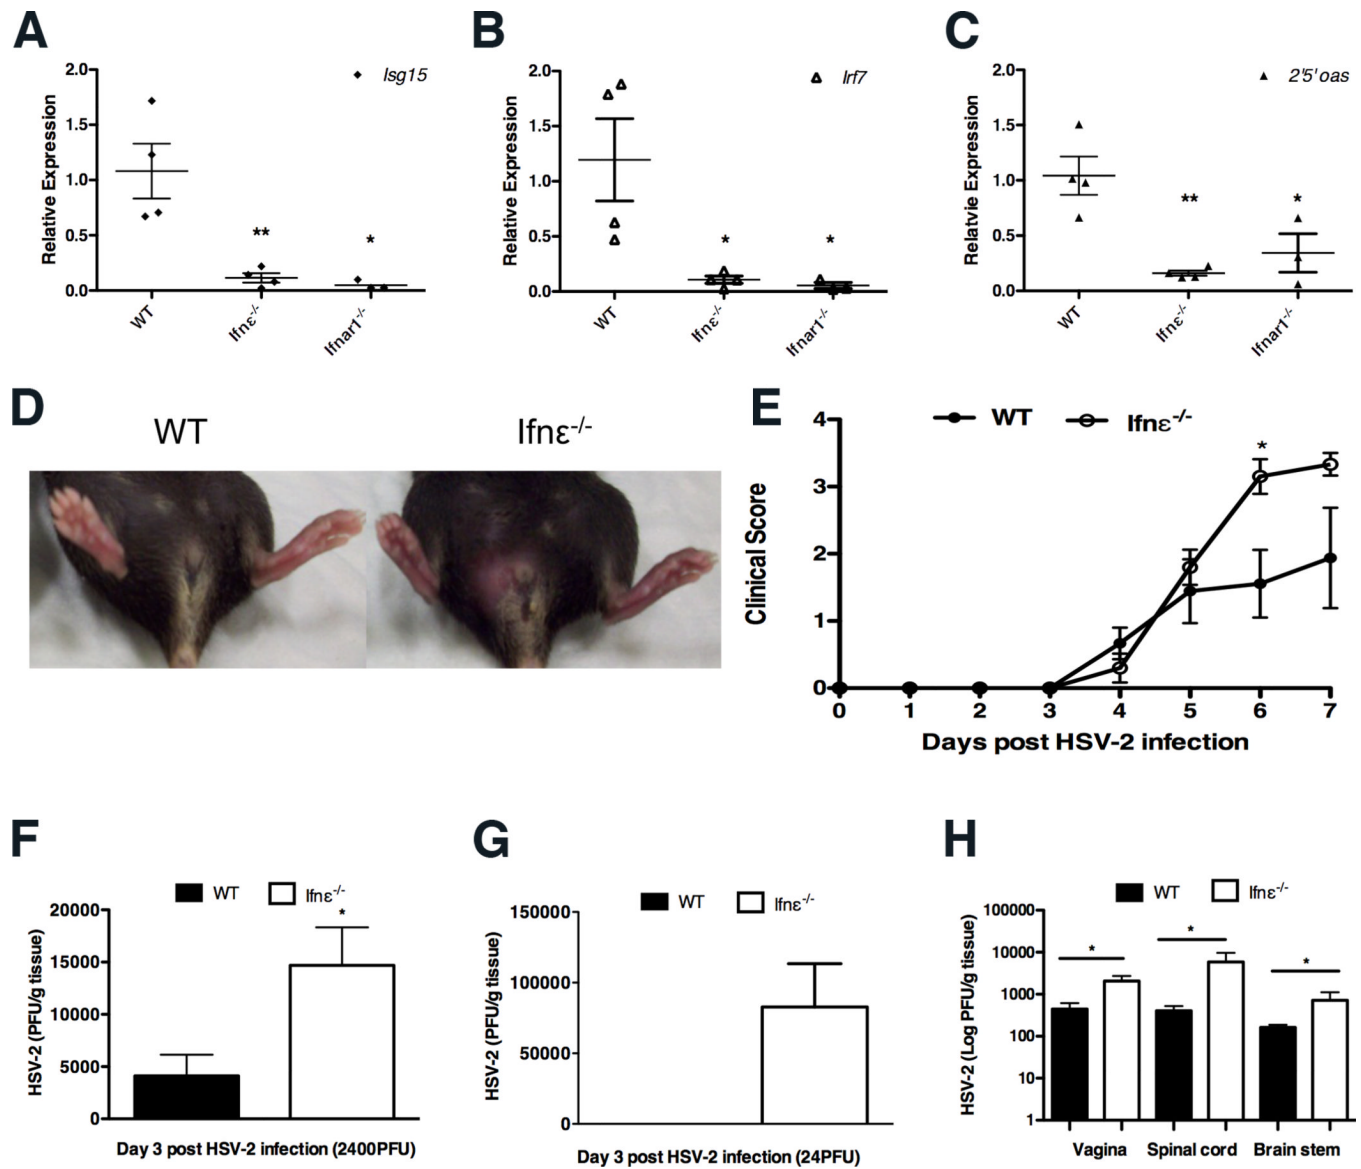 A
B
C
Isg15
Irf7
2'5' oas
Relative Expression
2.0
1.5
1.0
0.5
0.0
**
*
WT
Ifnε-/-
Ifnar1-/-
Relative Expression
2.0
1.5
1.0
0.5
0.0
*
*
WT
Ifnε-/-
Ifnar1-/-
Relatvie Expression
2.0
1.5
1.0
0.5
0.0
**
*
WT
Ifnε-/-
Ifnar1-/-
D
WT
Ifnε-/-
E
WT
Ifnε-/-
Clinical Score
4
3
2
1
0
*
0 1 2 3 4 5 6 7
Days post HSV-2 infection
F
WT
Ifnε-/-
HSV-2 (PFU/g tissue)
20000
15000
10000
5000
0
*
Day 3 post HSV-2 infection (2400PFU)
G
WT
Ifnε-/-
HSV-2 (PFU/g tissue)
150000
100000
50000
0
Day 3 post HSV-2 infection (24PFU)
H
WT
Ifnε-/-
HSV-2 (Log PFU/g tissue)
100000
10000
1000
100
10
1
*
*
*
Vagina Spinal cord Brain stem